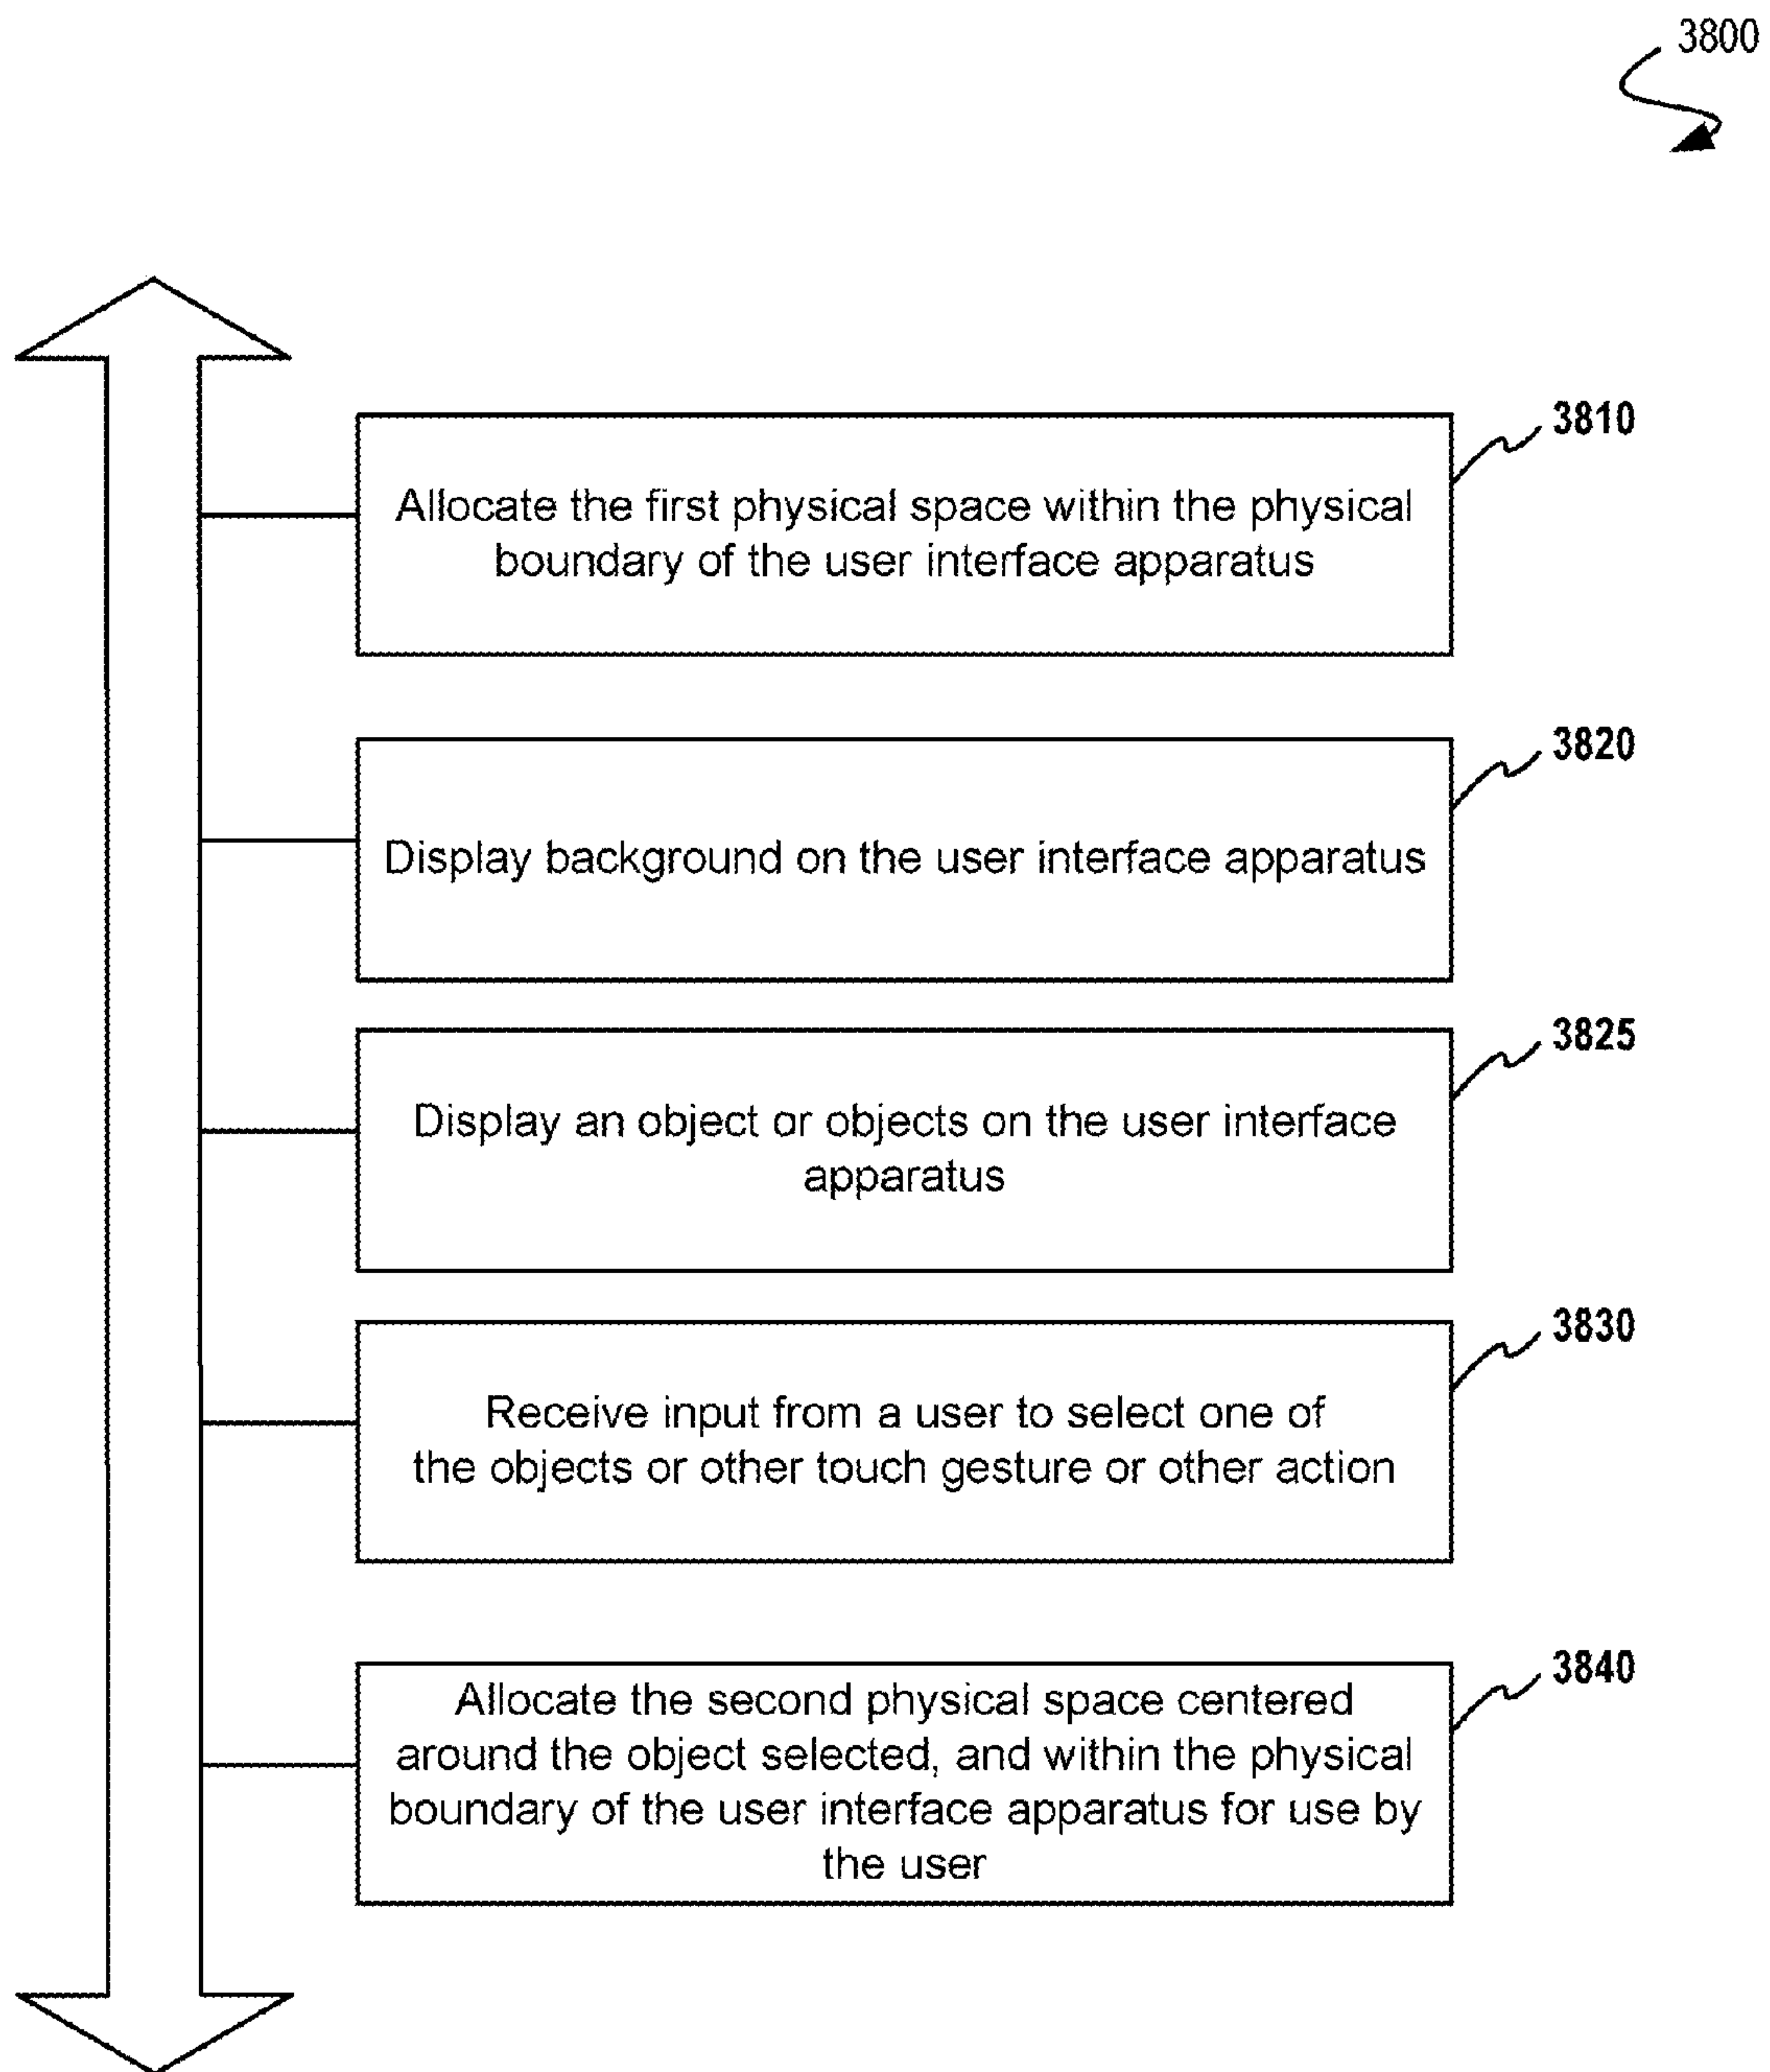 3800
3810
Allocate the first physical space within the physical
boundary of the user interface apparatus
3820
Display background on the user interface apparatus
3825
Display an object or objects on the user interface
apparatus
3830
Receive input from a user to select one of
the objects or other touch gesture or other action
3840
Allocate the second physical space centered
around the object selected, and within the physical
boundary of the user interface apparatus for use by
the user